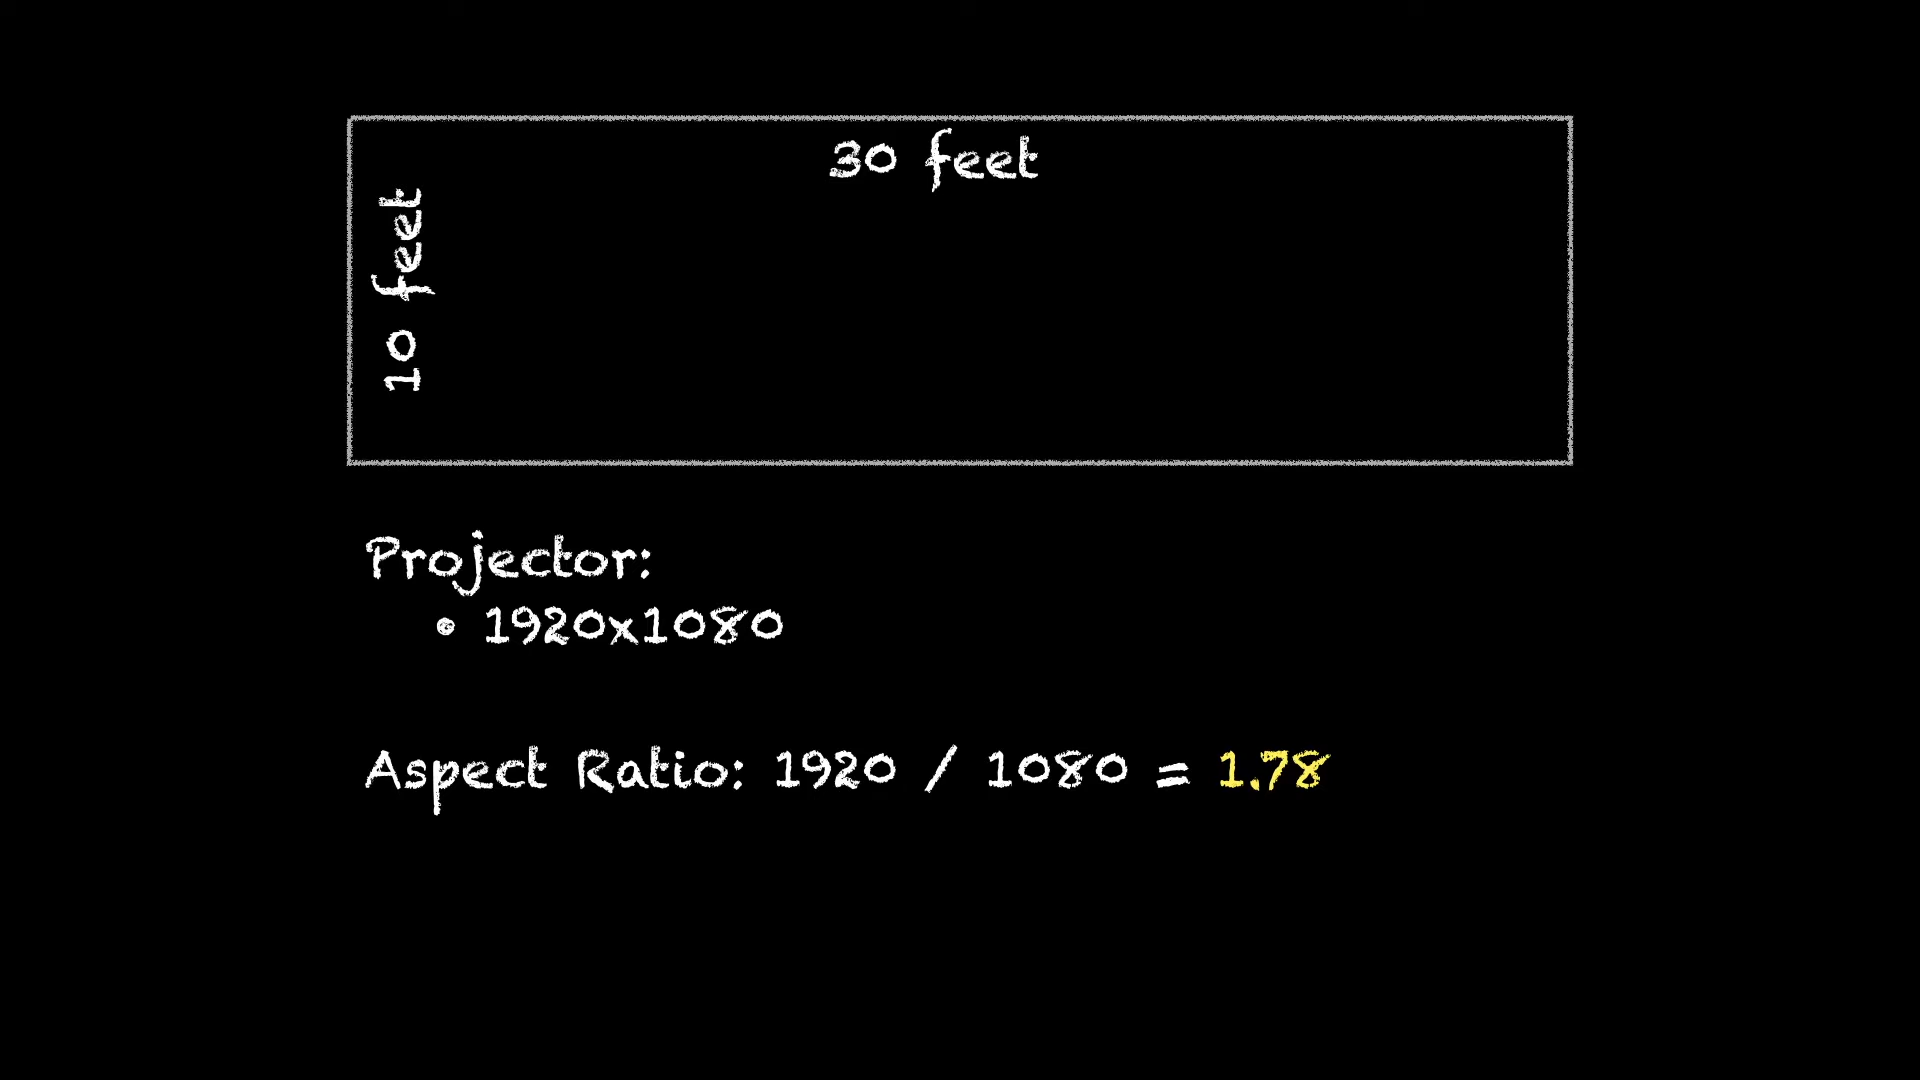 30 feet
10 feet
Projector:
• 1920x1080
Aspect Ratio: 1920 / 1080 = 1.78